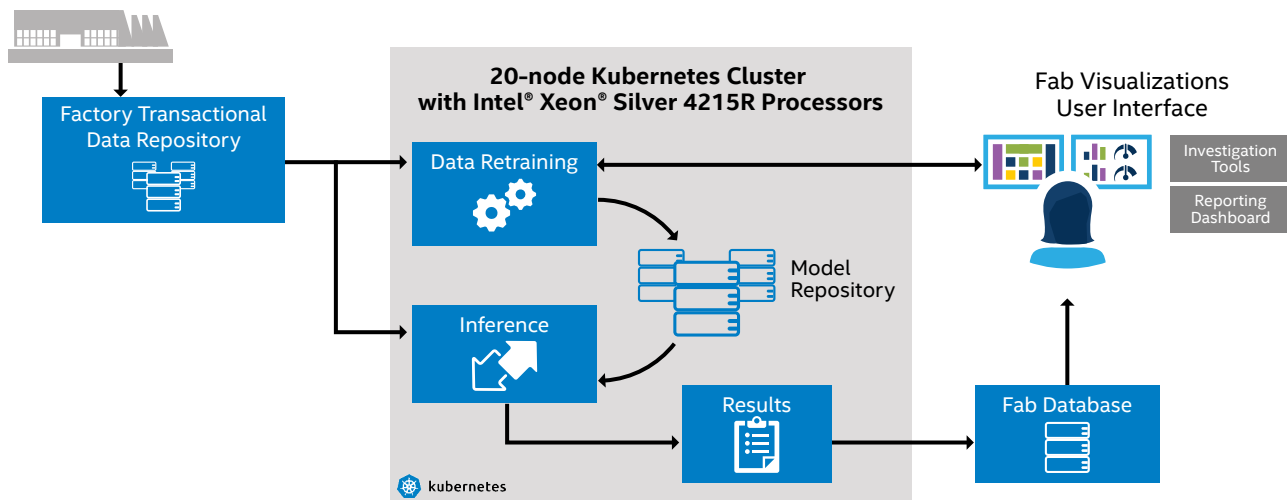 20-node Kubernetes Cluster
with Intel® Xeon® Silver 4215R Processors
Factory Transactional
Data Repository
Data Retraining
Model
Repository
Inference
Results
kubernetes
Fab Database
Fab Visualizations
User Interface
Investigation
Tools
Reporting
Dashboard